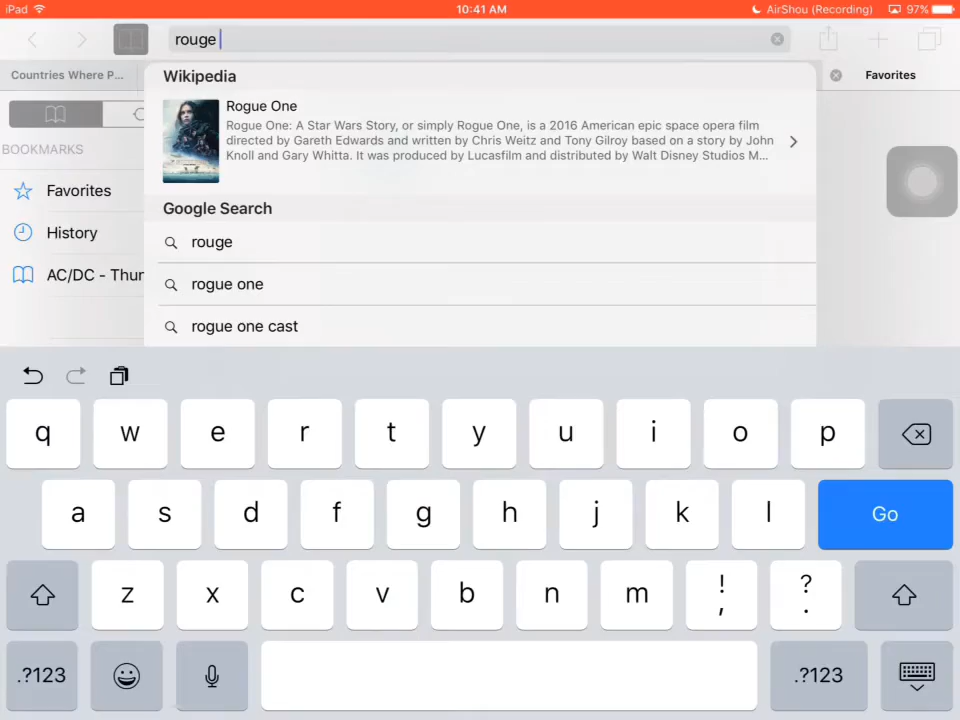 iPad 10:41 AM AirShou (Recording) 97%
rouge
Countries Where P... Favorites
Wikipedia
Rogue One
Rogue One: A Star Wars Story, or simply Rogue One, is a 2016 American epic space opera film
directed by Gareth Edwards and written by Chris Weitz and Tony Gilroy based on a story by John
Knoll and Gary Whitta. It was produced by Lucasfilm and distributed by Walt Disney Studios M...
BOOKMARKS
Favorites
History
AC/DC - Thun
Google Search
rouge
rogue one
rogue one cast
q w e r t y u i o p
a s d f g h j k l Go
z x c v b n m ! , ? .
.?123 .?123